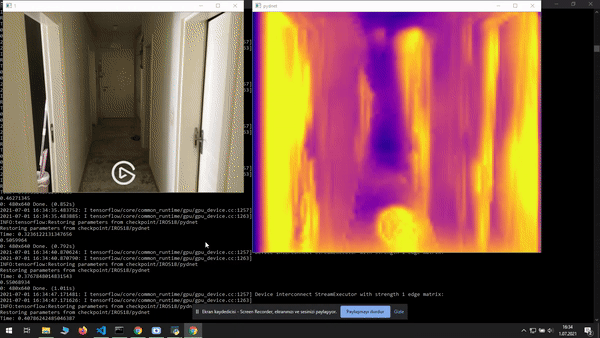 1
pydnet
0.46271345
0: 480x640 Done. (0.852s)
2021-07-01 16:34:35.483752: I tensorflow/core/common_runtime/gpu/gpu_device.cc:1257]
2021-07-01 16:34:35.483885: I tensorflow/core/common_runtime/gpu/gpu_device.cc:1263]
INFO:tensorflow:Restoring parameters from checkpoint/IROS18/pydnet
Restoring parameters from checkpoint/IROS18/pydnet
Time: 0.3236122131347656
0.5059964
0: 480x640 Done. (0.792s)
2021-07-01 16:34:40.870624: I tensorflow/core/common_runtime/gpu/gpu_device.cc:1257]
2021-07-01 16:34:40.870790: I tensorflow/core/common_runtime/gpu/gpu_device.cc:1263]
INFO:tensorflow:Restoring parameters from checkpoint/IROS18/pydnet
Restoring parameters from checkpoint/IROS18/pydnet
Time: 0.3767848014831543
0.55068934
0: 480x640 Done. (1.011s)
2021-07-01 16:34:47.171481: I tensorflow/core/common_runtime/gpu/gpu_device.cc:1257] Device interconnect StreamExecutor with strength 1 edge matrix:
2021-07-01 16:34:47.171628: I tensorflow/core/common_runtime/gpu/gpu_device.cc:1263]
INFO:tensorflow:Restoring parameters from checkpoint/IROS18/pyd
Restoring parameters from checkpoint/IROS18/pydnet
Time: 0.40786242485046387
Ekran kaydedicisi - Screen Recorder, ekranınızı ve sesinizi paylaşıyor.
Paylaşmayı durdur
Gizle
16:34
1.07.2021